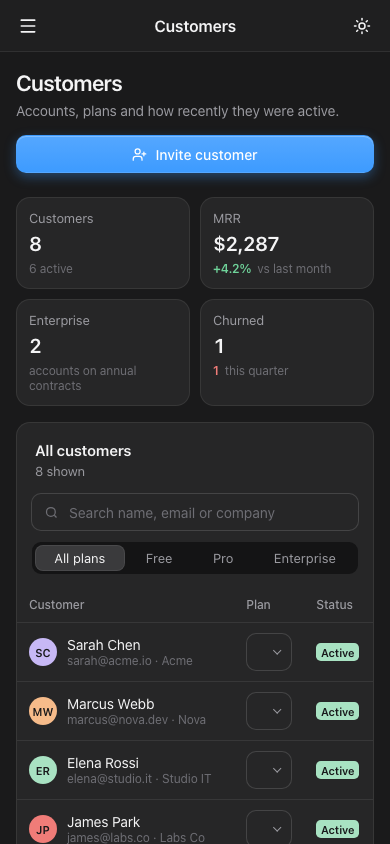 Customers
Customers
Accounts, plans and how recently they were active.
Invite customer
Customers
8
6 active
MRR
$2,287
+4.2% vs last month
Enterprise
2
accounts on annual
contracts
Churned
1
1 this quarter
All customers
8 shown
Search name, email or company
All plans Free Pro Enterprise
Customer Plan Status
SC Sarah Chen Active
sarah@acme.io · Acme
MW Marcus Webb Active
marcus@nova.dev · Nova
ER Elena Rossi Active
elena@studio.it · Studio IT
JP James Park Active
james@labs.co · Labs Co